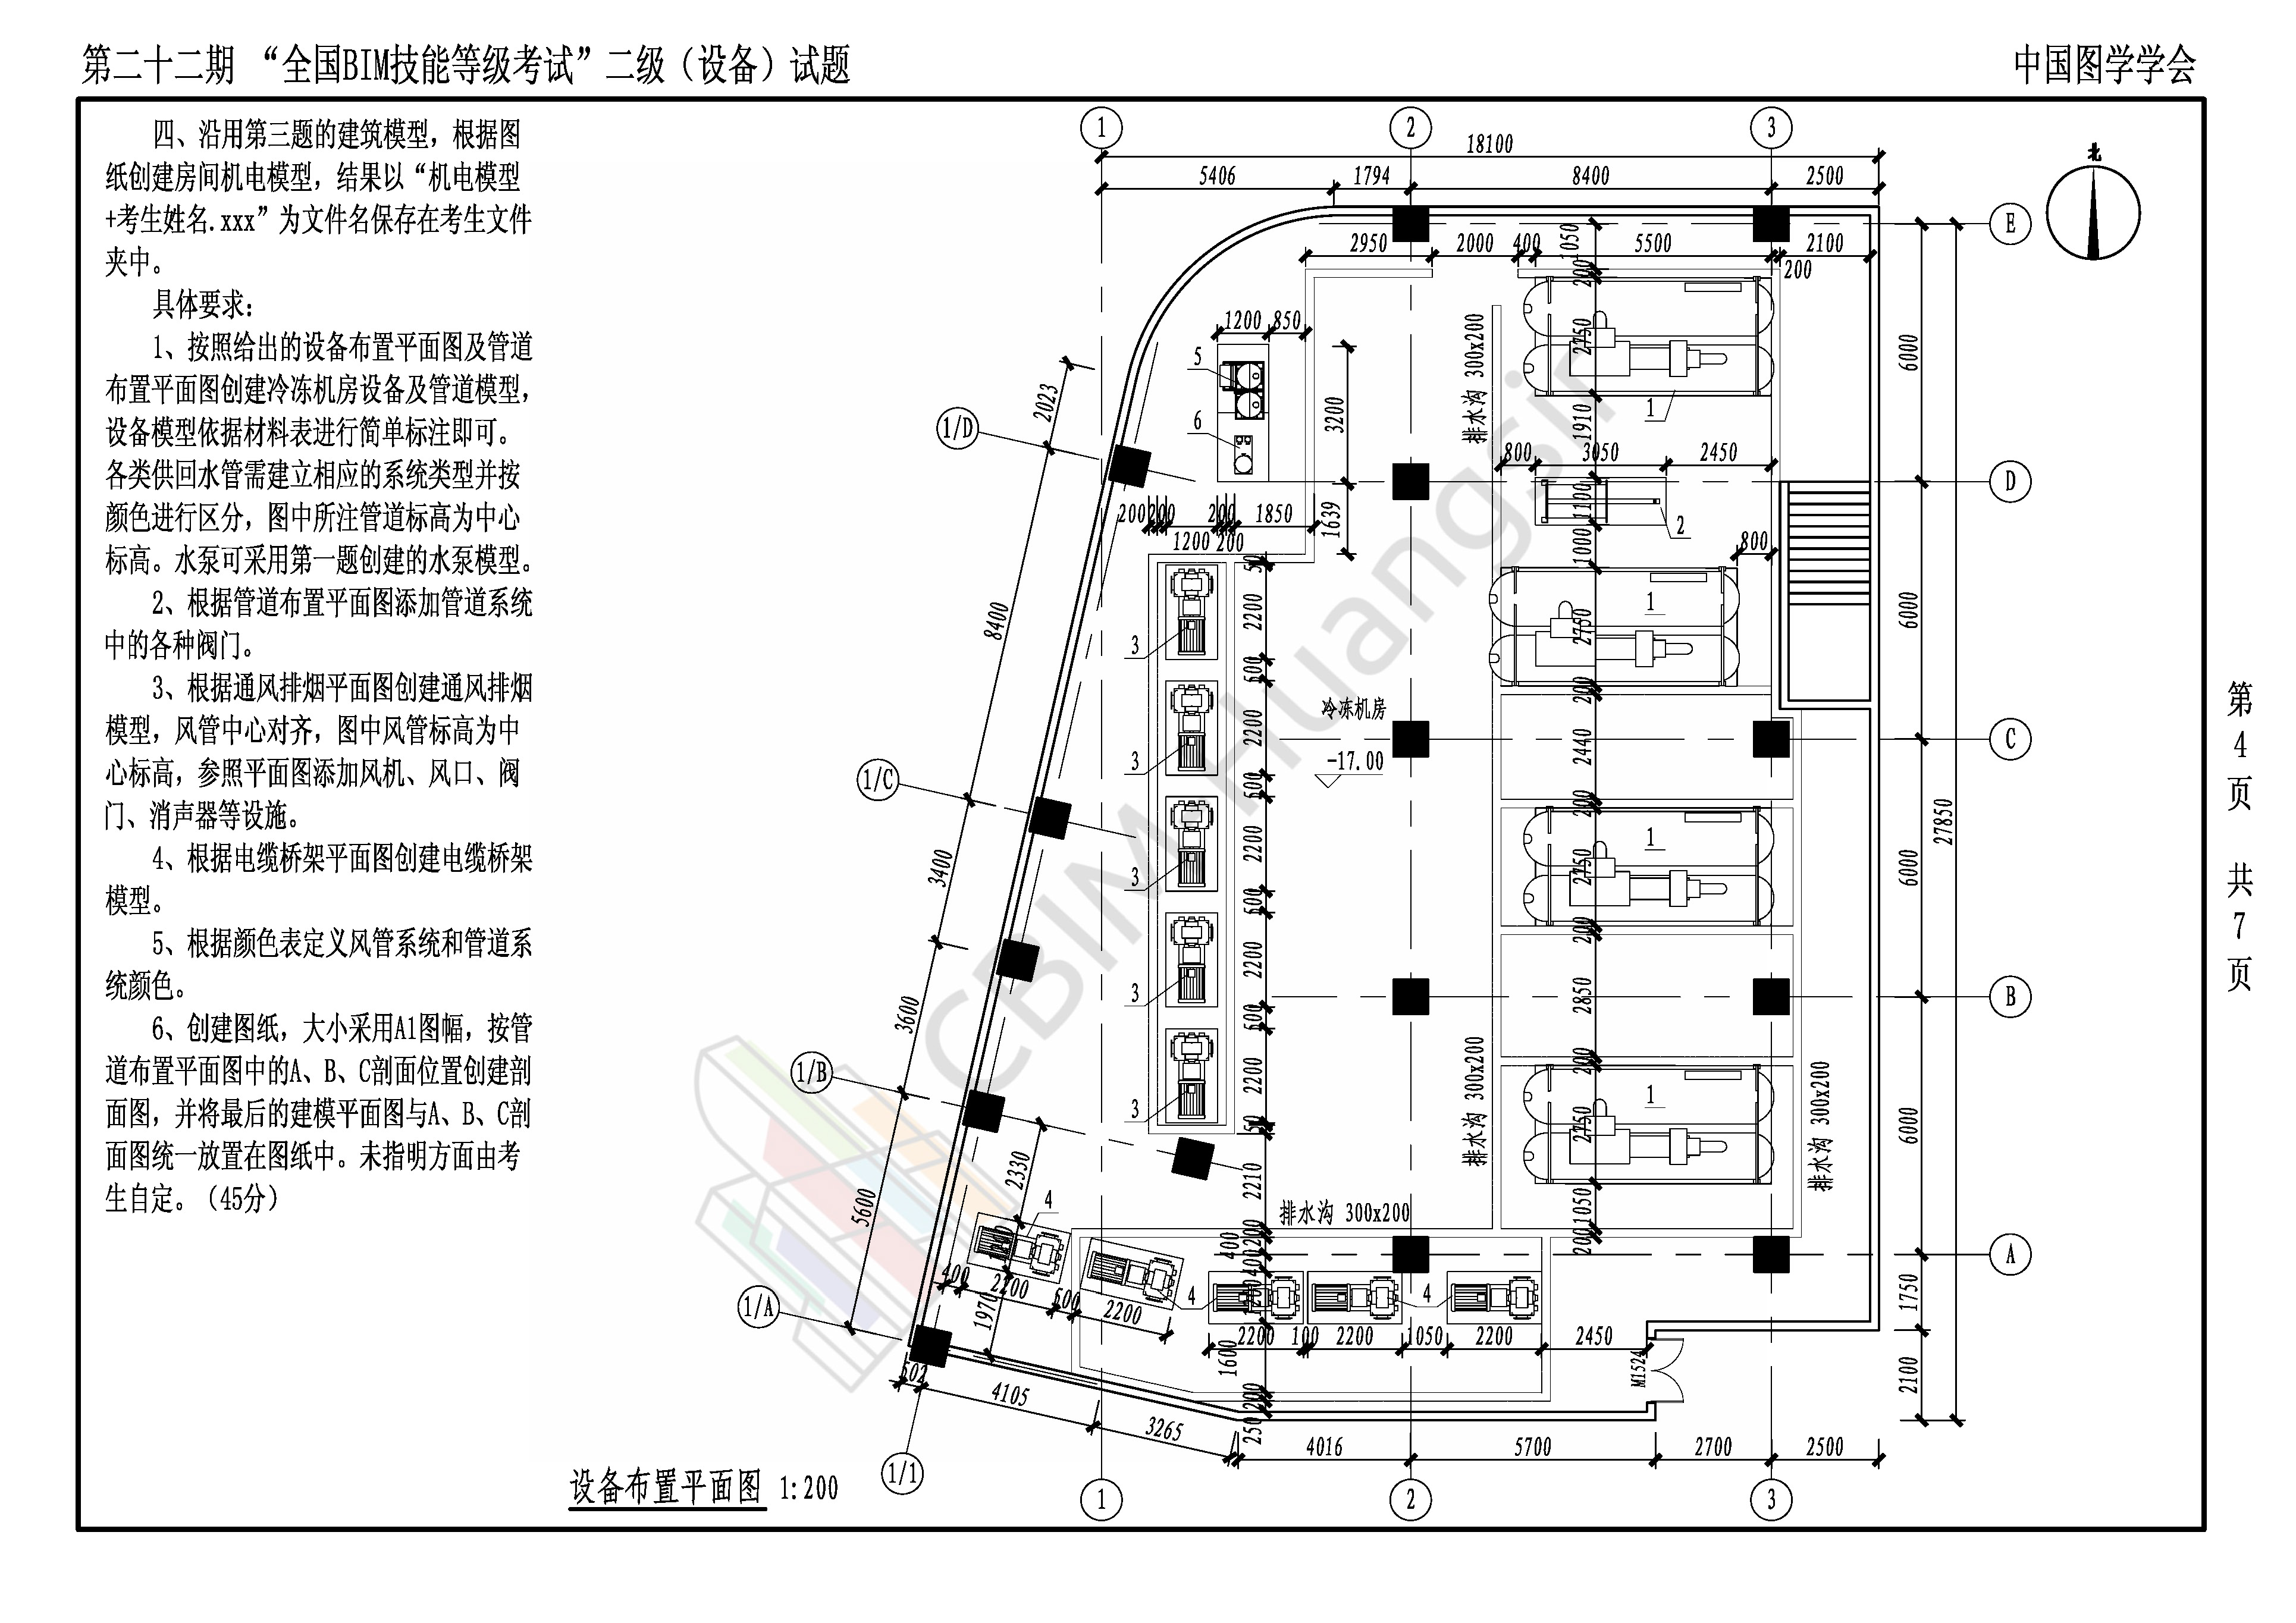 第二十二期 “全国BIM技能等级考试”二级（设备）试题
中国图学学会
四、沿用第三题的建筑模型，根据图
纸创建房间机电模型，结果以“机电模型
+考生姓名.xxx”为文件名保存在考生文件
夹中。
具体要求：
1、按照给出的设备布置平面图及管道
布置平面图创建冷冻机房设备及管道模型，
设备模型依据材料表进行简单标注即可。
各类供回水管需建立相应的系统类型并按
颜色进行区分，图中所注管道标高为中心
标高。水泵可采用第一题创建的水泵模型。
2、根据管道布置平面图添加管道系统
中的各种阀门。
3、根据通风排烟平面图创建通风排烟
模型，风管中心对齐，图中风管标高为中
心标高，参照平面图添加风机、风口、阀
门、消声器等设施。
4、根据电缆桥架平面图创建电缆桥架
模型。
5、根据颜色表定义风管系统和管道系
统颜色。
6、创建图纸，大小采用A1图幅，按管
道布置平面图中的A、B、C剖面位置创建剖
面图，并将最后的建模平面图与A、B、C剖
面图统一放置在图纸中。未指明方面由考
生自定。（45分）
1
2
3
18100
5406
1794
8400
2500
北
E
2950
2000
400
1050
5500
2100
200
200
1200
850
5
6
3200
排水沟 300x200
2750
1
1910
6000
2023
1/D
800
3050
2450
D
1100
2
200
200
200
1850
1639
1200
200
1000
800
50
8400
3
2200
1
2750
6000
500
200
冷冻机房
-17.00
3
2200
2440
C
1/C
500
200
27850
3400
3
2200
2750
1
6000
500
200
3
2200
2850
B
3600
500
200
1/B
3
2200
排水沟 300x200
2750
1
排水沟 300x200
6000
50
2330
2210
4
5600
排水沟 300x200
1050
200
200
400
400
A
1200
400
2200
500
2200
1970
4
4
1200
1750
1/A
2200
100
2200
1050
2200
2450
1600
M1524
2100
502
4105
3265
200
250
4016
5700
2700
2500
1/1
1
2
3
设备布置平面图 1:200
第
4
页
共
7
页
CBIM Huangsir